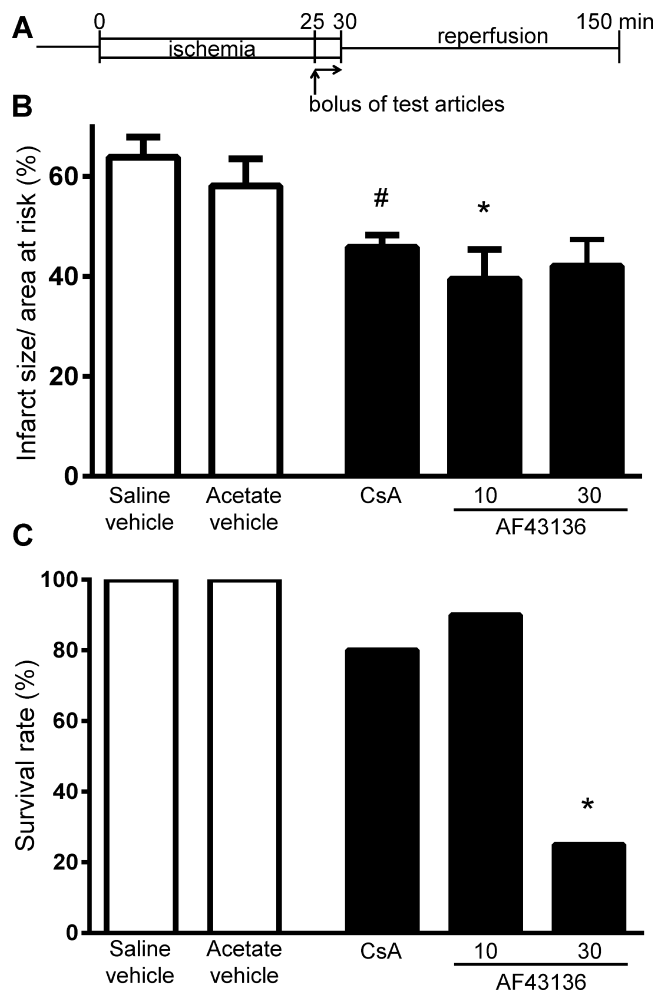 A
0 25 30 150 min
ischemia reperfusion
bolus of test articles
B
Infarct size/ area at risk (%)
60
40
20
0
# *
Saline vehicle
Acetate vehicle
CsA
10 30
AF43136
C
Survival rate (%)
100
80
60
40
20
0
*
Saline vehicle
Acetate vehicle
CsA
10 30
AF43136